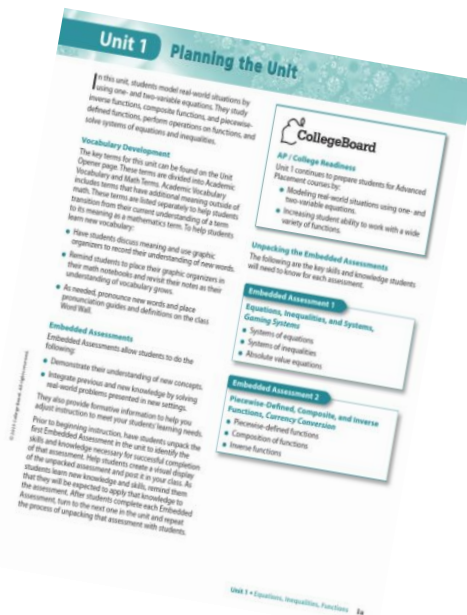 Unit 1
Planning the Unit
In this unit, students model real-world situations by
using one- and two-variable equations. They study
inverse functions, composite functions, and piecewise-
defined functions, perform operations on functions, and
solve systems of equations and inequalities.
Vocabulary Development
The key terms for this unit can be found on the Unit
Opener page. These terms are divided into Academic
Vocabulary and Math Terms. Academic Vocabulary
includes terms that have additional meaning outside of
math. These terms are listed separately to help students
transition from their current understanding of a term
to its meaning as a mathematics term. To help students
learn new vocabulary:
• Have students discuss meaning and use graphic
organizers to record their understanding of new words.
• Remind students to place their graphic organizers in
their math notebooks and revisit their notes as their
understanding of vocabulary grows.
• As needed, pronounce new words and place
pronunciation guides and definitions on the class
Word Wall.
Embedded Assessments
Embedded Assessments allow students to do the
following:
• Demonstrate their understanding of new concepts.
• Integrate previous and new knowledge by solving
real-world problems presented in new settings.
They also provide formative information to help you
adjust instruction to meet your students' learning needs.
Prior to beginning instruction, have students unpack the
first Embedded Assessment in the unit to identify the
skills and knowledge necessary for successful completion
of that assessment. Help students create a visual display
of the unpacked assessment and post it in your class. As
students learn new knowledge and skills, remind them
that they will be expected to apply that knowledge to
the assessment. After students complete each Embedded
Assessment, turn to the next one in the unit and repeat
the process of unpacking that assessment with students.
CollegeBoard
AP / College Readiness
Unit 1 continues to prepare students for Advanced
Placement courses by:
• Modeling real-world situations using one- and
two-variable equations.
• Increasing student ability to work with a wide
variety of functions.
Unpacking the Embedded Assessments
The following are the key skills and knowledge students
will need to know for each assessment.
Embedded Assessment 1
Equations, Inequalities, and Systems,
Gaming Systems
• Systems of equations
• Systems of inequalities
• Absolute value equations
Embedded Assessment 2
Piecewise-Defined, Composite, and Inverse
Functions, Currency Conversion
• Piecewise-defined functions
• Composition of functions
• Inverse functions
Unit 1 • Equations, Inequalities, Functions